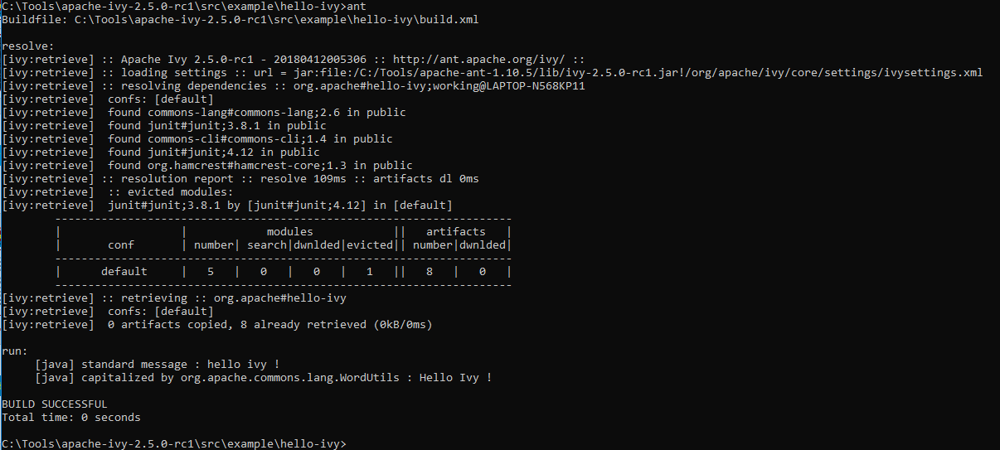 C:\Tools\apache-ivy-2.5.0-rc1\src\example\hello-ivy>ant
Buildfile: C:\Tools\apache-ivy-2.5.0-rc1\src\example\hello-ivy\build.xml

resolve:
[ivy:retrieve] :: Apache Ivy 2.5.0-rc1 - 20180412005306 :: http://ant.apache.org/ivy/ ::
[ivy:retrieve] :: loading settings :: url = jar:file:/C:/Tools/apache-ant-1.10.5/lib/ivy-2.5.0-rc1.jar!/org/apache/ivy/core/settings/ivysettings.xml
[ivy:retrieve] :: resolving dependencies :: org.apache#hello-ivy;working@LAPTOP-N568KP11
[ivy:retrieve]  confs: [default]
[ivy:retrieve]  found commons-lang#commons-lang;2.6 in public
[ivy:retrieve]  found junit#junit;3.8.1 in public
[ivy:retrieve]  found commons-cli#commons-cli;1.4 in public
[ivy:retrieve]  found junit#junit;4.12 in public
[ivy:retrieve]  found org.hamcrest#hamcrest-core;1.3 in public
[ivy:retrieve] :: resolution report :: resolve 109ms :: artifacts dl 0ms
[ivy:retrieve]  :: evicted modules:
[ivy:retrieve]  junit#junit;3.8.1 by [junit#junit;4.12] in [default]
        ---------------------------------------------------------------------
        |                  |            modules            ||   artifacts   |
        |       conf       | number| search|dwnlded|evicted|| number|dwnlded|
        ---------------------------------------------------------------------
        |      default     |   5   |   0   |   0   |   1   ||   8   |   0   |
        ---------------------------------------------------------------------
[ivy:retrieve] :: retrieving :: org.apache#hello-ivy
[ivy:retrieve]  confs: [default]
[ivy:retrieve]  0 artifacts copied, 8 already retrieved (0kB/0ms)

run:
     [java] standard message : hello ivy !
     [java] capitalized by org.apache.commons.lang.WordUtils : Hello Ivy !

BUILD SUCCESSFUL
Total time: 0 seconds

C:\Tools\apache-ivy-2.5.0-rc1\src\example\hello-ivy>